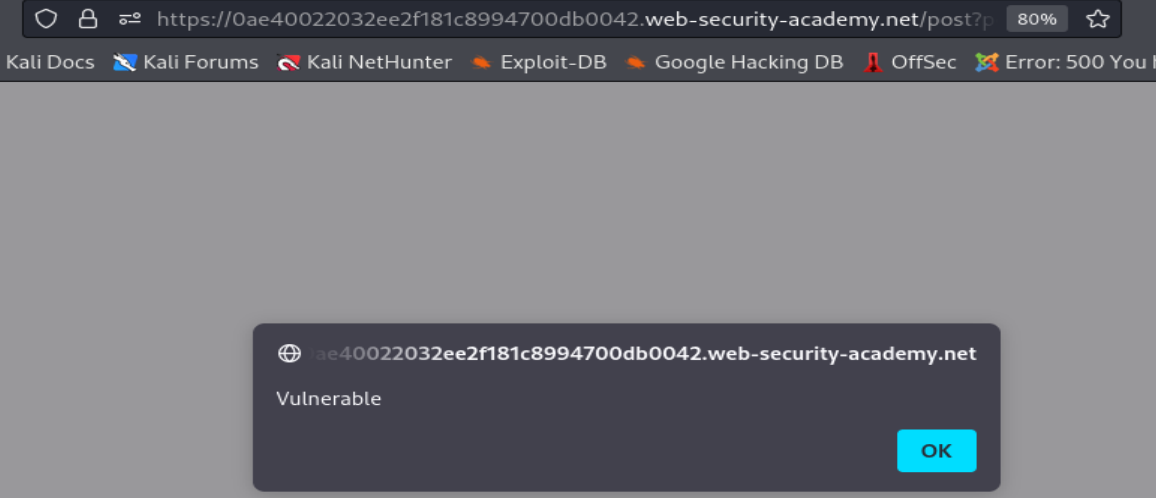 https://0ae40022032ee2f181c8994700db0042.web-security-academy.net/post?p 80%
Kali Docs Kali Forums Kali NetHunter Exploit-DB Google Hacking DB OffSec Error: 500 You
ae40022032ee2f181c8994700db0042.web-security-academy.net
Vulnerable
OK